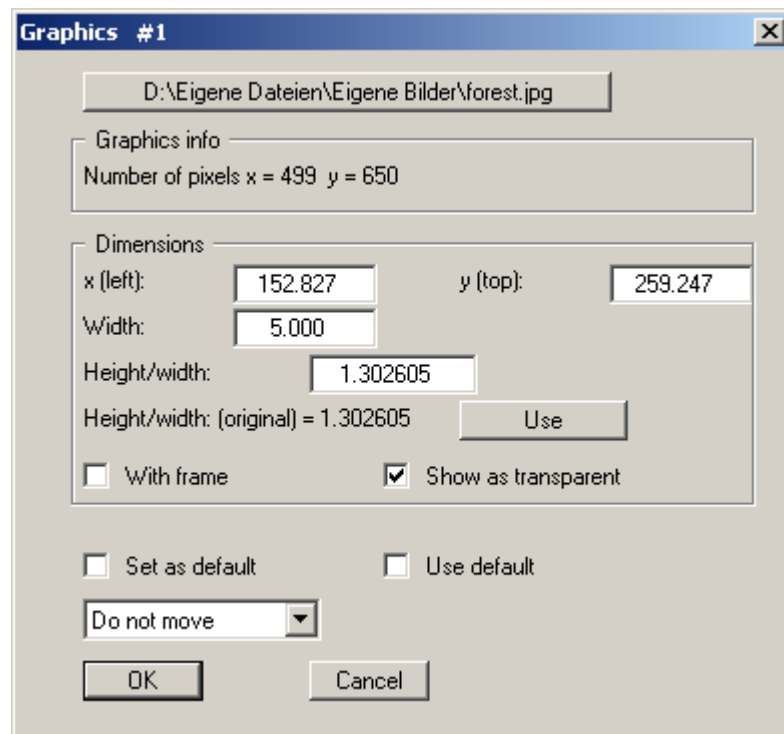 Graphics #1
D:\Eigene Dateien\Eigene Bilder\forest.jpg
Graphics info
Number of pixels x = 499 y = 650
Dimensions
x (left): 152.827 y (top): 259.247
Width: 5.000
Height/width: 1.302605
Height/width: (original) = 1.302605 Use
With frame Show as transparent
Set as default Use default
Do not move
OK Cancel